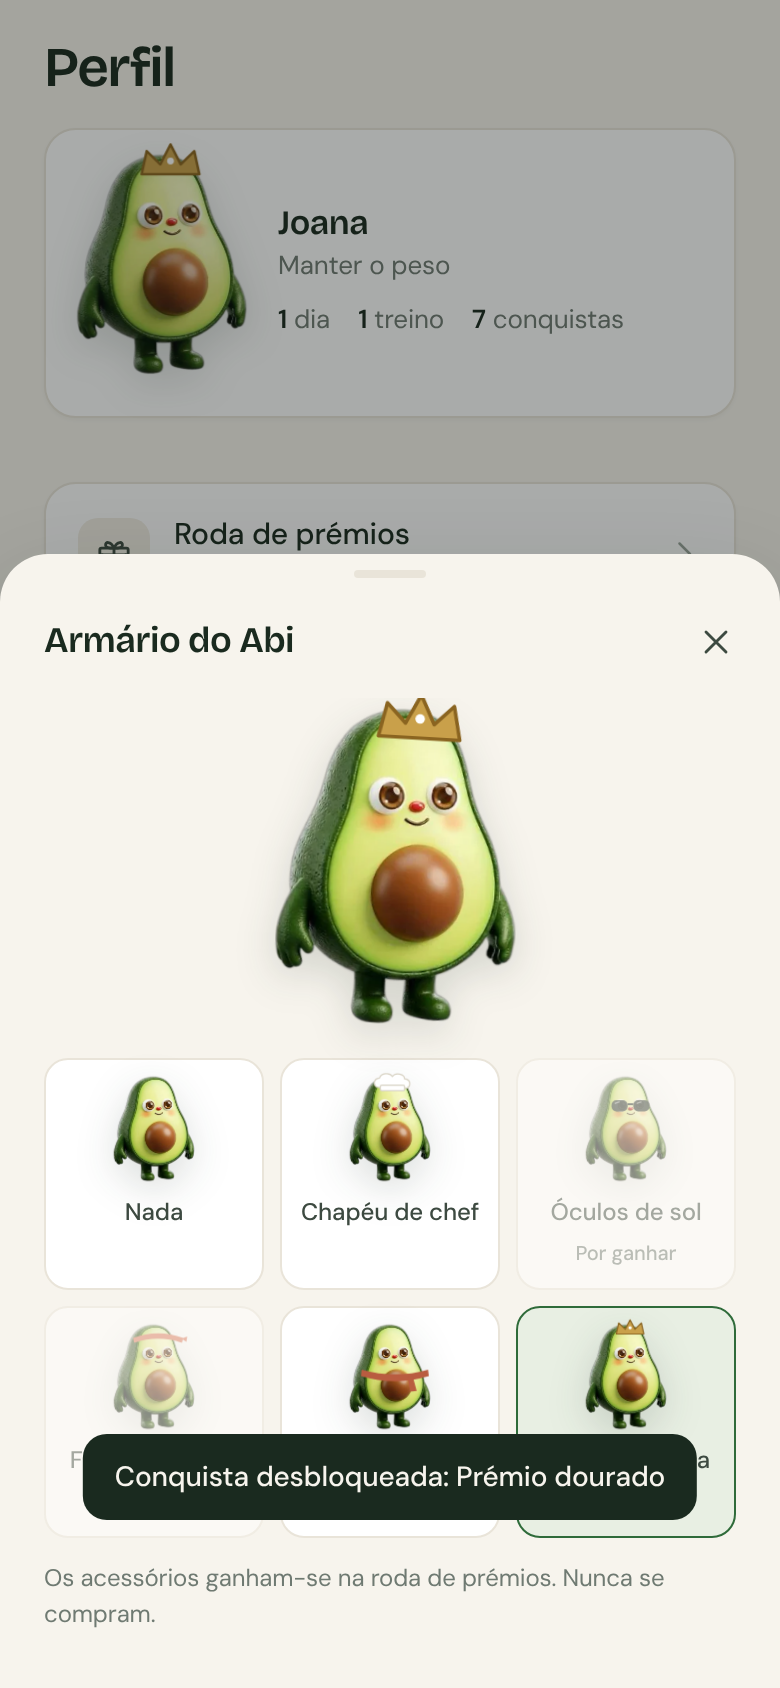 Perfil
Joana
Manter o peso
1 dia 1 treino 7 conquistas
Roda de prémios
Armário do Abi
Nada
Chapéu de chef
Óculos de sol
Por ganhar
Conquista desbloqueada: Prémio dourado
Os acessórios ganham-se na roda de prémios. Nunca se
compram.